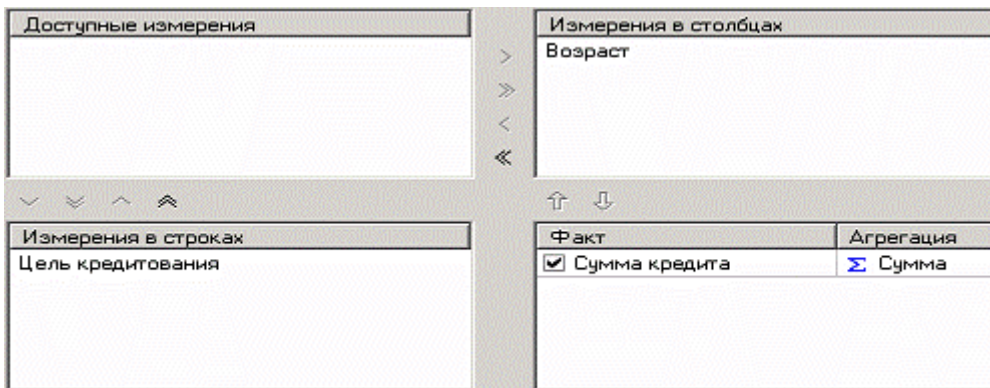 Доступные измерения
Измерения в столбцах
Возраст
Измерения в строках
Цель кредитования
Факт Агрегация
Сумма кредита Σ Сумма